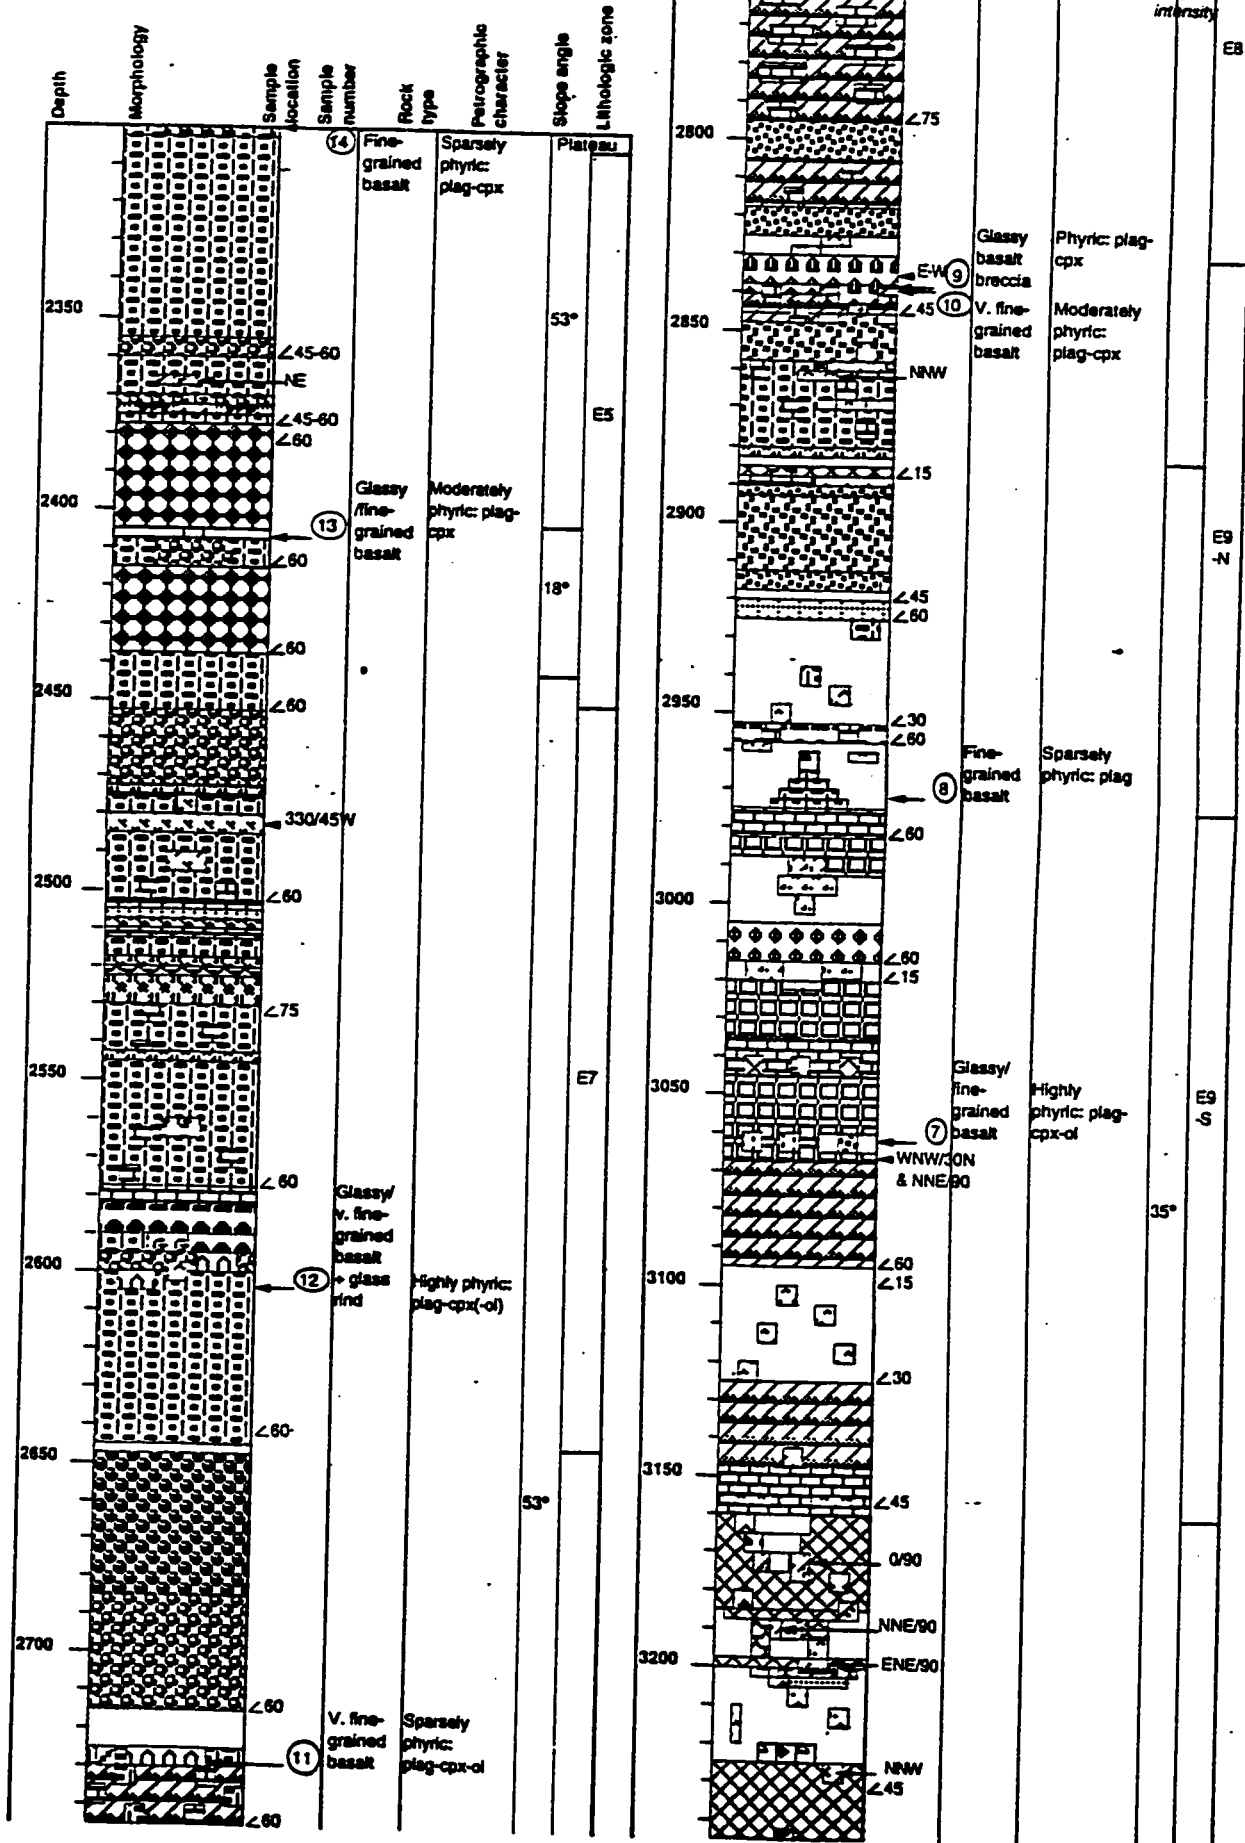 Depth
Morphology
Sample
location
Sample
number
Rock
type
Petrographic
character
Slope angle
Lithologic zone
14
Fine-
grained
basalt
Sparsely
phyric:
plag-cpx
Plateau
2350
53°
∠45-60
NE
∠45-60
∠60
E5
2400
13
Glassy
/fine-
grained
basalt
Moderately
phyric: plag-
cpx
∠60
18°
∠60
2450
∠60
330/45W
2500
∠60
∠75
2550
E7
∠60
2600
12
Glassy/
v. fine-
grained
basalt
+ glass
rind
Highly phyric:
plag-cpx(-ol)
∠60
2650
53°
2700
∠60
11
V. fine-
grained
basalt
Sparsely
phyric:
plag-cpx-ol
∠60
intensity
E8
∠75
2800
E-W
9
Glassy
basalt
breccia
Phyric: plag-
cpx
∠45
10
V. fine-
grained
basalt
Moderately
phyric:
plag-cpx
2850
NNW
∠15
2900
E9
-N
∠45
∠60
2950
∠30
∠60
8
Fine-
grained
basalt
Sparsely
phyric: plag
∠60
3000
∠60
∠15
3050
7
Glassy/
fine-
grained
basalt
Highly
phyric: plag-
cpx-ol
E9
-S
WNW/30N
& NNE/90
35°
∠60
3100
∠15
∠30
3150
∠45
0/90
NNE/90
3200
ENE/90
NNW
∠45